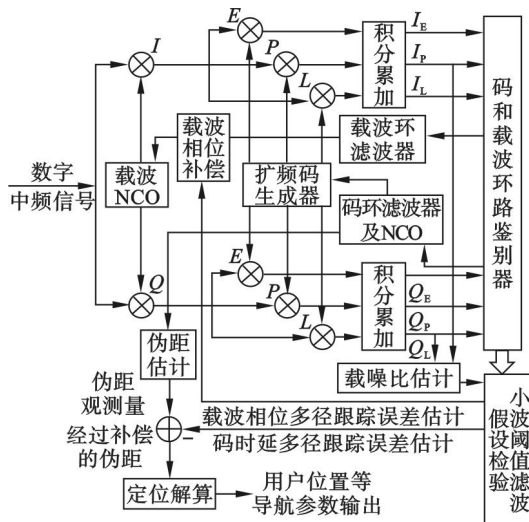 E
I
P
L
积分累加
I_E
I_P
I_L
码和载波环路鉴别器
载波相位补偿
载波环
滤波器
数字
中频信号
载波
NCO
扩频码
生成器
码环滤波器
及NCO
E
Q
P
L
积分累加
Q_E
Q_P
Q_L
伪距
估计
载噪比估计
伪距
观测量
载波相位多径跟踪误差估计
经过补偿
的伪距
−
码时延多径跟踪误差估计
小波阈值滤波
假设检验
定位解算
用户位置等
导航参数输出